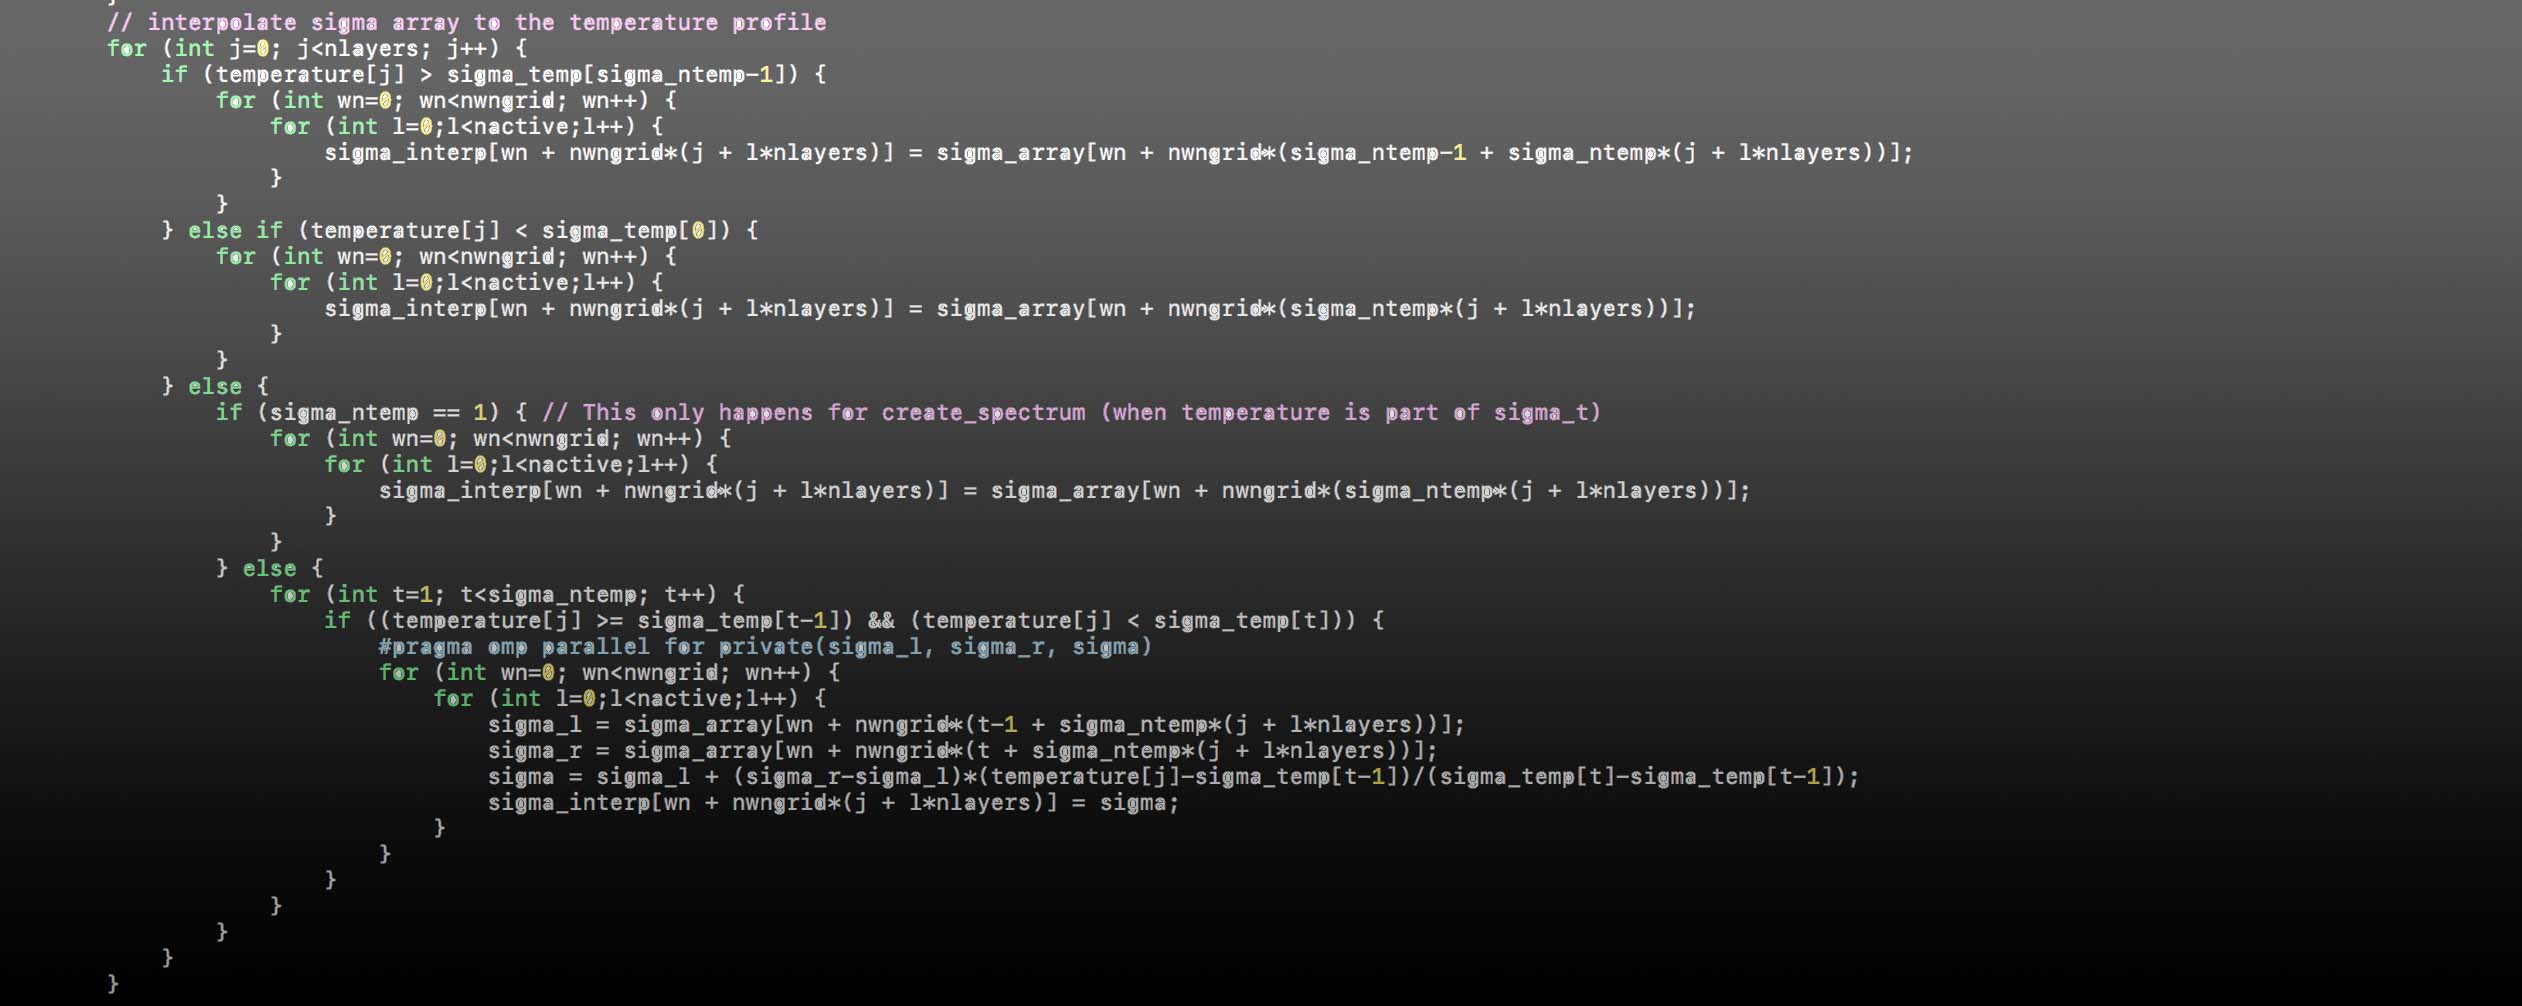 }
// interpolate sigma array to the temperature profile
for (int j=0; j<nlayers; j++) {
    if (temperature[j] > sigma_temp[sigma_ntemp-1]) {
        for (int wn=0; wn<nwngrid; wn++) {
            for (int l=0;l<nactive;l++) {
                sigma_interp[wn + nwngrid*(j + l*nlayers)] = sigma_array[wn + nwngrid*(sigma_ntemp-1 + sigma_ntemp*(j + l*nlayers))];
            }
        }
    } else if (temperature[j] < sigma_temp[0]) {
        for (int wn=0; wn<nwngrid; wn++) {
            for (int l=0;l<nactive;l++) {
                sigma_interp[wn + nwngrid*(j + l*nlayers)] = sigma_array[wn + nwngrid*(sigma_ntemp*(j + l*nlayers))];
            }
        }
    } else {
        if (sigma_ntemp == 1) { // This only happens for create_spectrum (when temperature is part of sigma_t)
            for (int wn=0; wn<nwngrid; wn++) {
                for (int l=0;l<nactive;l++) {
                    sigma_interp[wn + nwngrid*(j + l*nlayers)] = sigma_array[wn + nwngrid*(sigma_ntemp*(j + l*nlayers))];
                }
            }
        } else {
            for (int t=1; t<sigma_ntemp; t++) {
                if ((temperature[j] >= sigma_temp[t-1]) && (temperature[j] < sigma_temp[t])) {
                    #pragma omp parallel for private(sigma_l, sigma_r, sigma)
                    for (int wn=0; wn<nwngrid; wn++) {
                        for (int l=0;l<nactive;l++) {
                            sigma_l = sigma_array[wn + nwngrid*(t-1 + sigma_ntemp*(j + l*nlayers))];
                            sigma_r = sigma_array[wn + nwngrid*(t + sigma_ntemp*(j + l*nlayers))];
                            sigma = sigma_l + (sigma_r-sigma_l)*(temperature[j]-sigma_temp[t-1])/(sigma_temp[t]-sigma_temp[t-1]);
                            sigma_interp[wn + nwngrid*(j + l*nlayers)] = sigma;
                        }
                    }
                }
            }
        }
    }
}